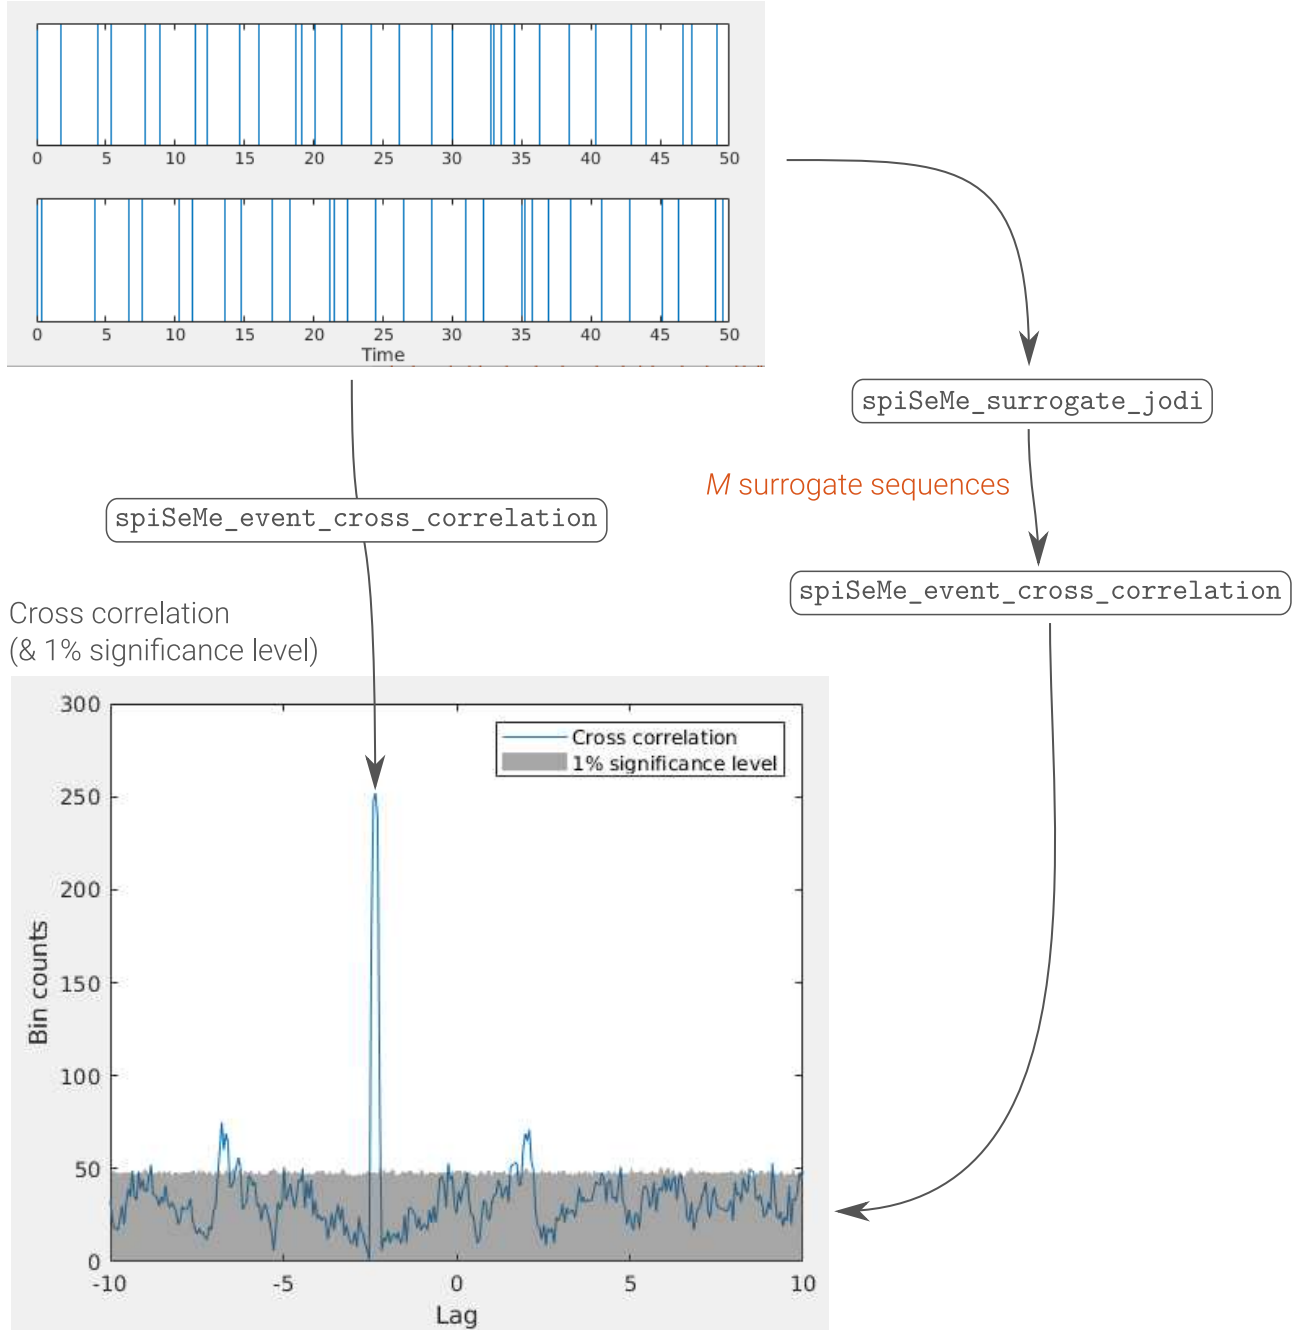 0 5 10 15 20 25 30 35 40 45 50
0 5 10 15 20 25 30 35 40 45 50
Time
spiSeMe_surrogate_jodi
M surrogate sequences
spiSeMe_event_cross_correlation
spiSeMe_event_cross_correlation
Cross correlation
(& 1% significance level)
300
250
200
150
100
50
0
Bin counts
Cross correlation
1% significance level
-10 -5 0 5 10
Lag